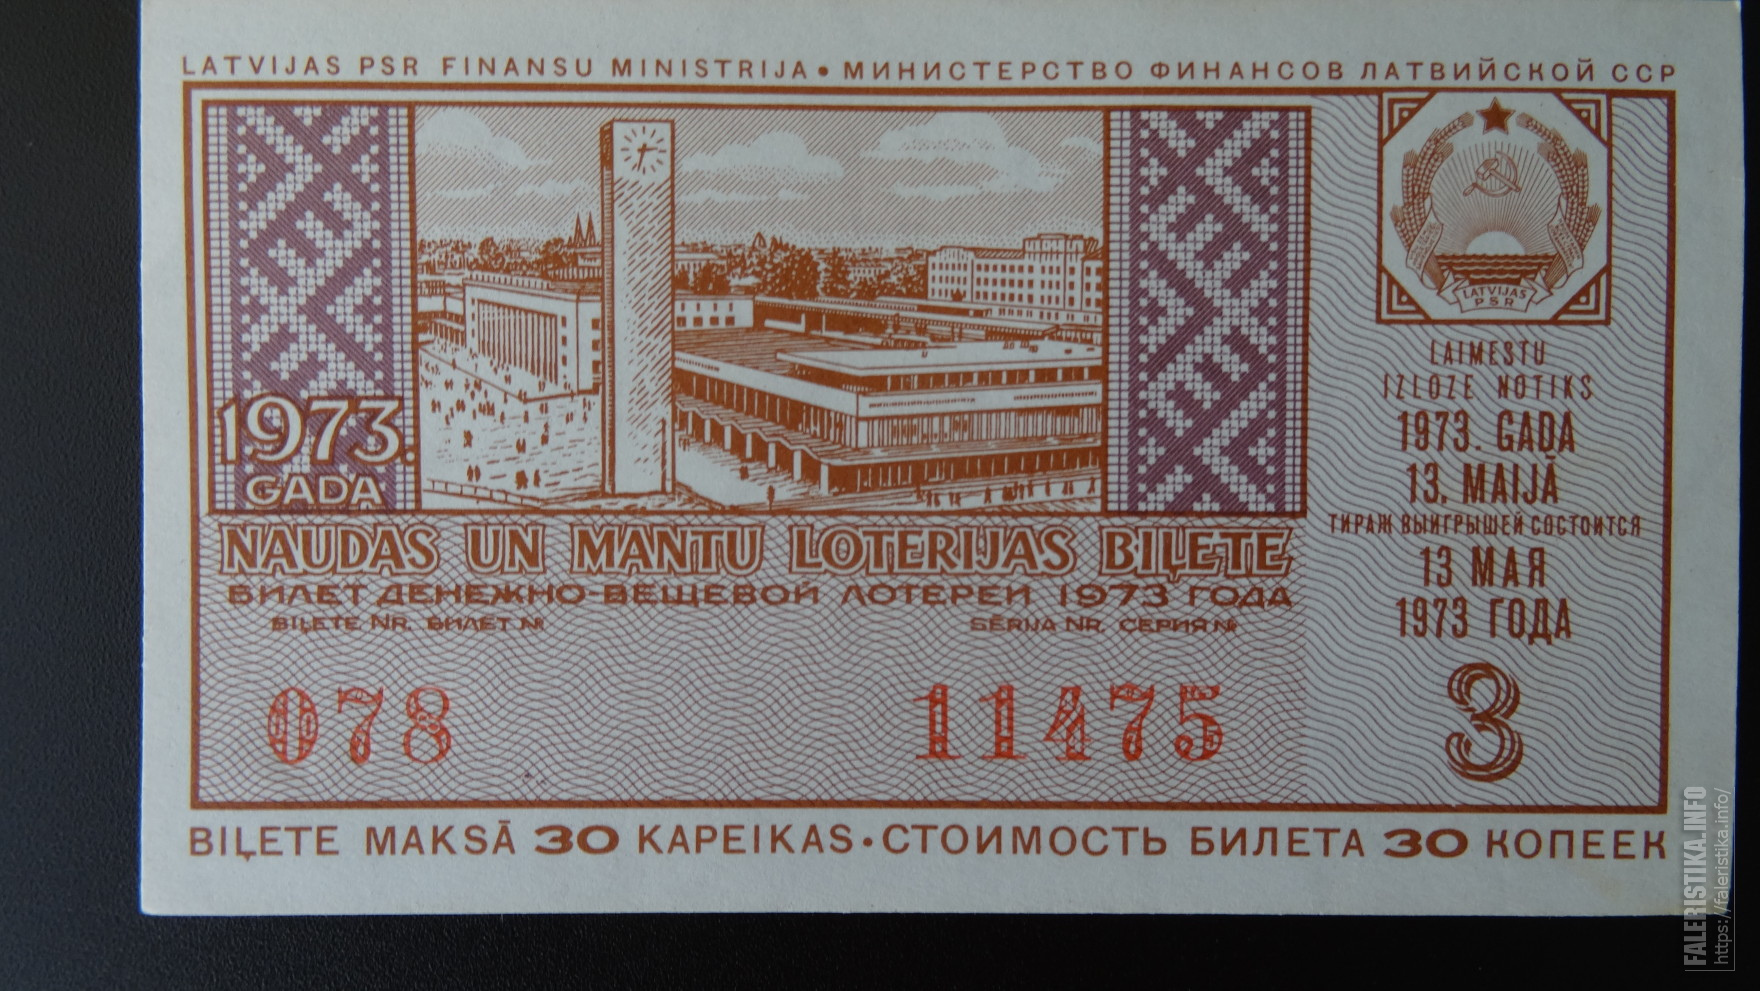 LATVIJAS PSR FINANSU MINISTRIJA • МИНИСТЕРСТВО ФИНАНСОВ ЛАТВИЙСКОЙ ССР
LATVIJAS
PSR
1973.
GADA
NAUDAS UN MANTU LOTERIJAS BIĻETE
БИЛЕТ ДЕНЕЖНО-ВЕЩЕВОЙ ЛОТЕРЕИ 1973 ГОДА
BIĻETE NR. БИЛЕТ № SĒRIJA NR. СЕРИЯ №
078 11475
LAIMESTU
IZLOZE NOTIKS
1973. GADA
13. MAIJĀ
ТИРАЖ ВЫИГРЫШЕЙ СОСТОИТСЯ
13 МАЯ
1973 ГОДА
3
BIĻETE MAKSĀ 30 KAPEIKAS • СТОИМОСТЬ БИЛЕТА 30 КОПЕЕК
FALERISTIKA.INFO
https://faleristika.info/